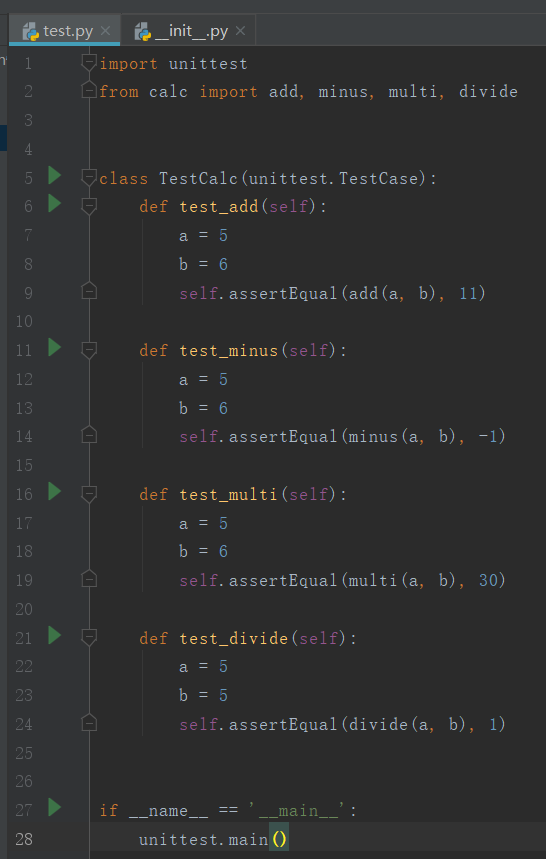 test.py × __init__.py ×
1 import unittest
2 from calc import add, minus, multi, divide
3
4
5 class TestCalc(unittest.TestCase):
6     def test_add(self):
7         a = 5
8         b = 6
9         self.assertEqual(add(a, b), 11)
10
11     def test_minus(self):
12         a = 5
13         b = 6
14         self.assertEqual(minus(a, b), -1)
15
16     def test_multi(self):
17         a = 5
18         b = 6
19         self.assertEqual(multi(a, b), 30)
20
21     def test_divide(self):
22         a = 5
23         b = 5
24         self.assertEqual(divide(a, b), 1)
25
26
27 if __name__ == '__main__':
28     unittest.main()